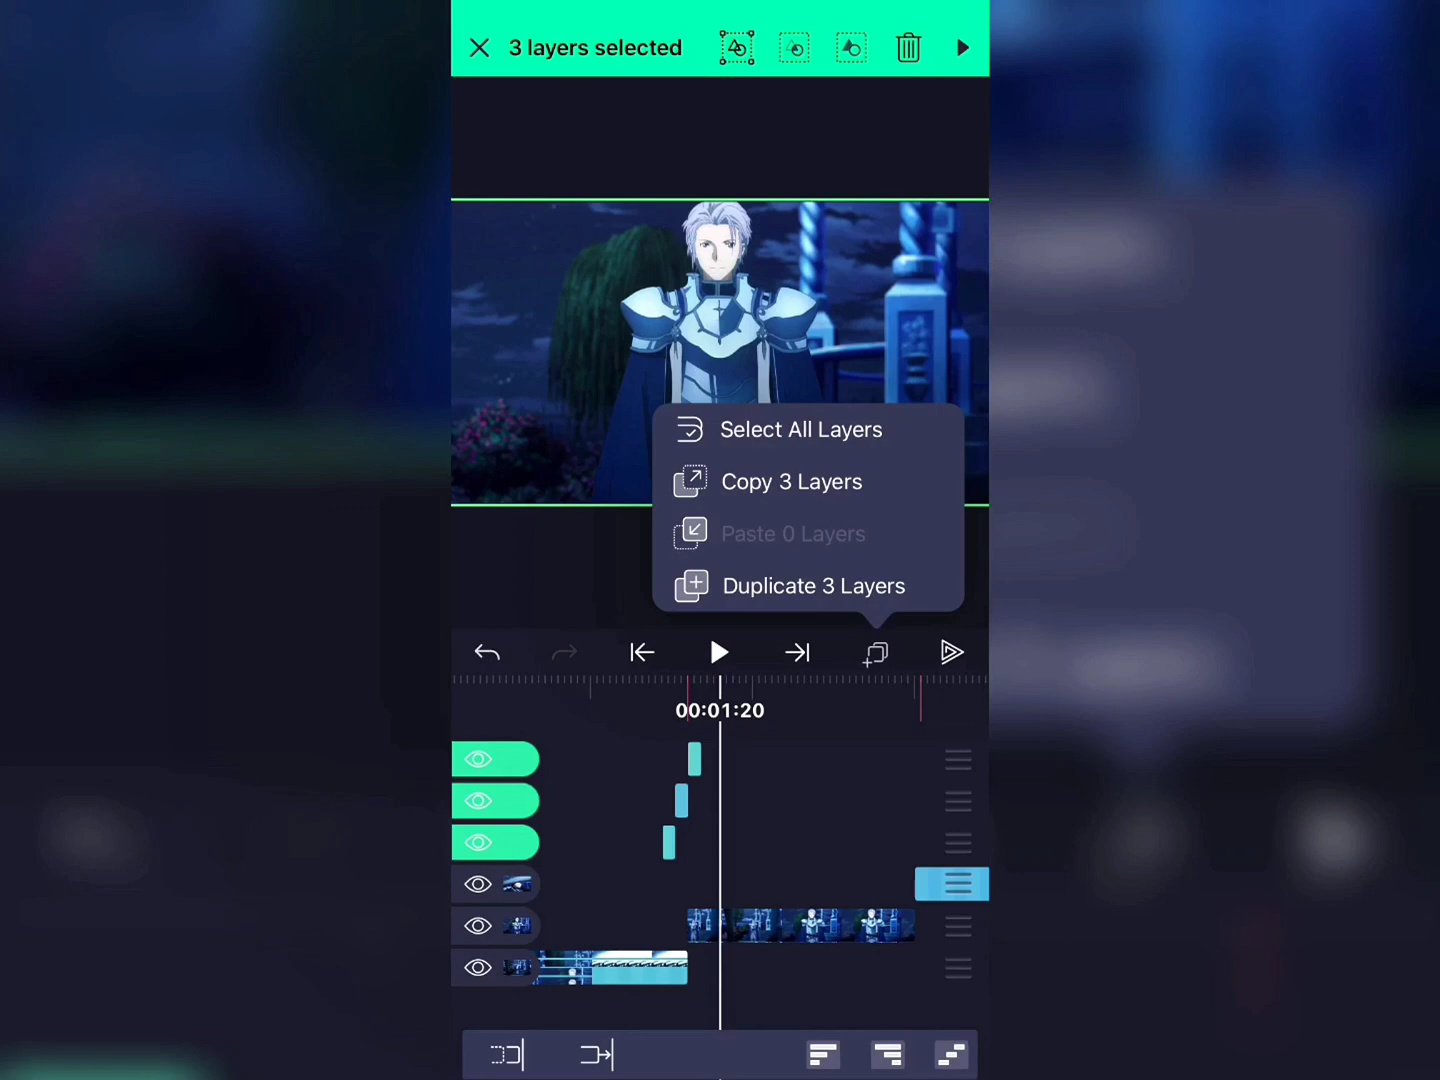 3 layers selected
Select All Layers
Copy 3 Layers
Paste 0 Layers
Duplicate 3 Layers
00:01:20